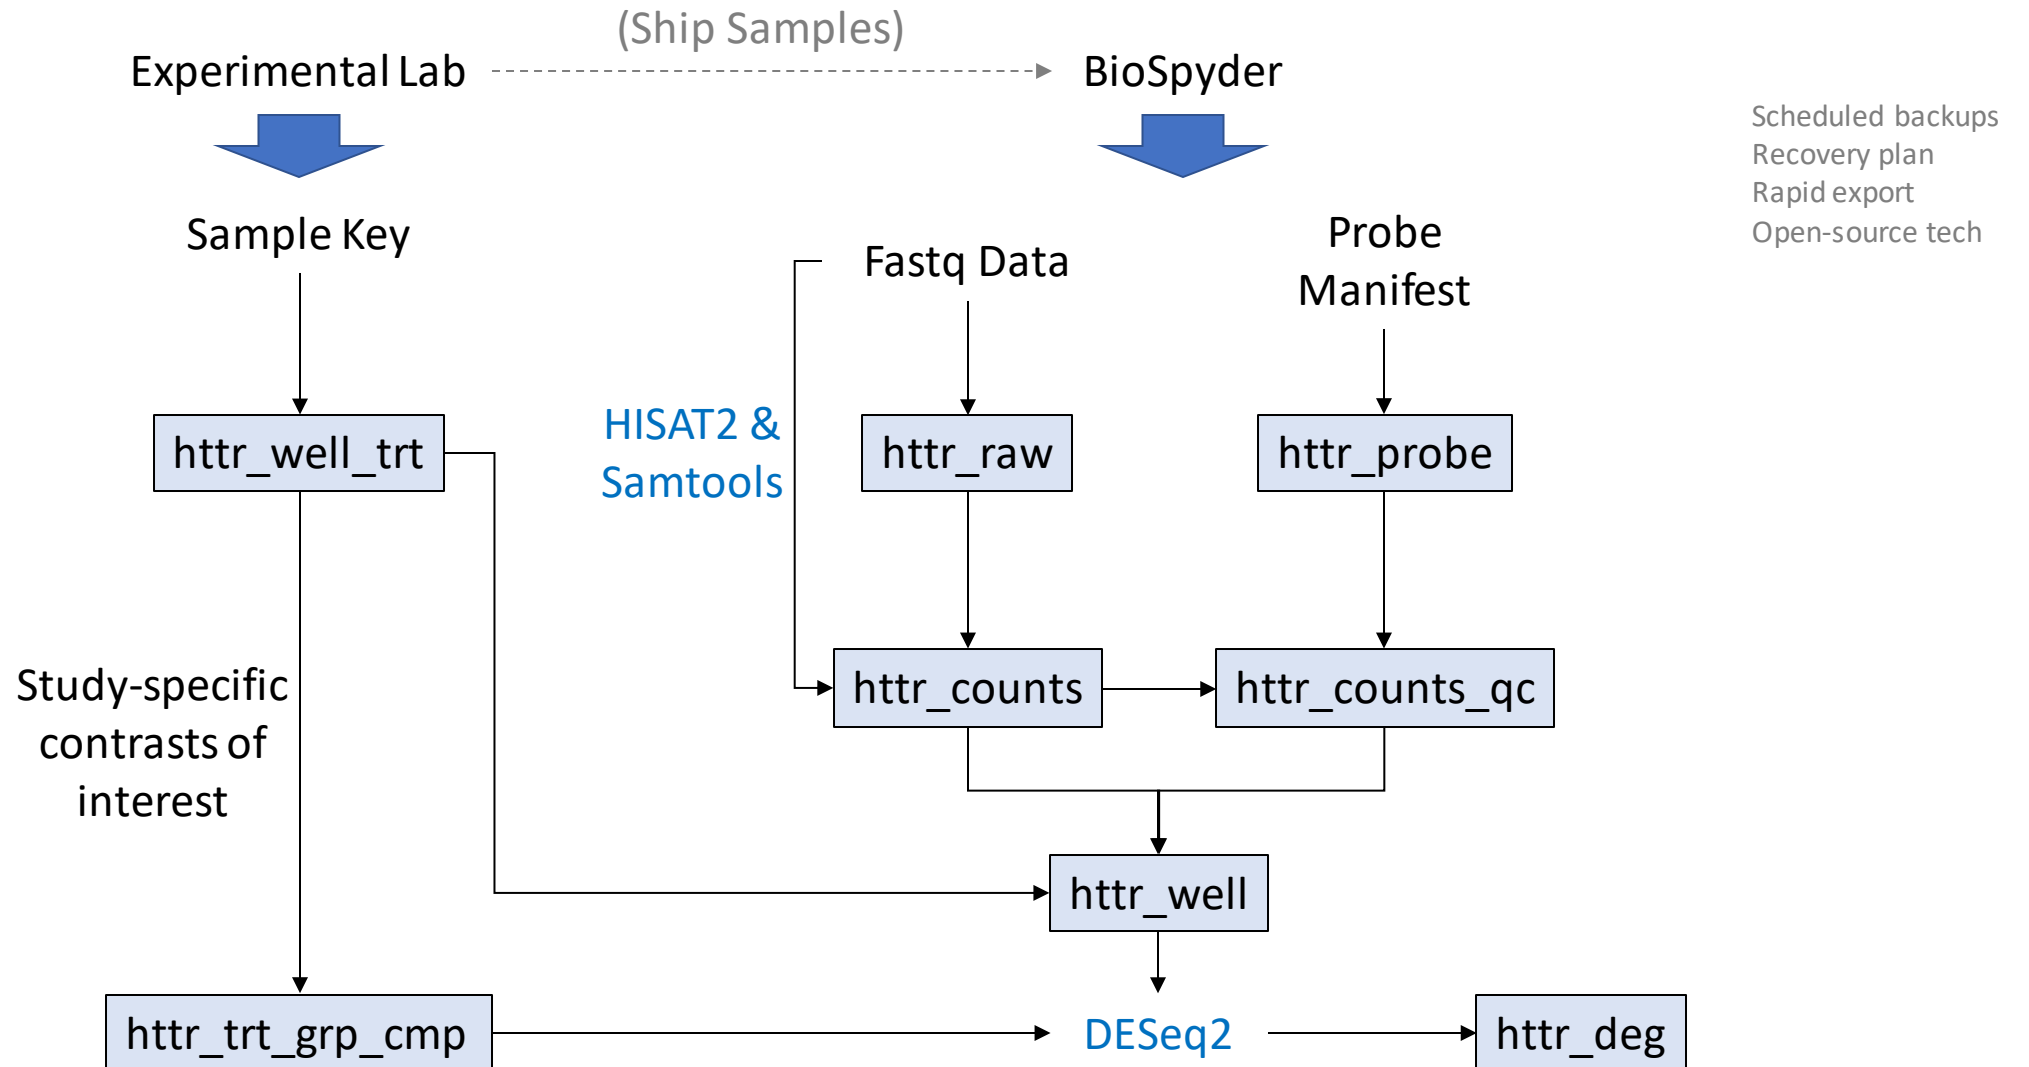 (Ship Samples)
Experimental Lab
BioSpyder
Scheduled backups
Recovery plan
Rapid export
Open-source tech
Sample Key
Fastq Data
Probe
Manifest
HISAT2 &
Samtools
httr_well_trt
httr_raw
httr_probe
Study-specific
contrasts of
interest
httr_counts
httr_counts_qc
httr_well
httr_trt_grp_cmp
DESeq2
httr_deg